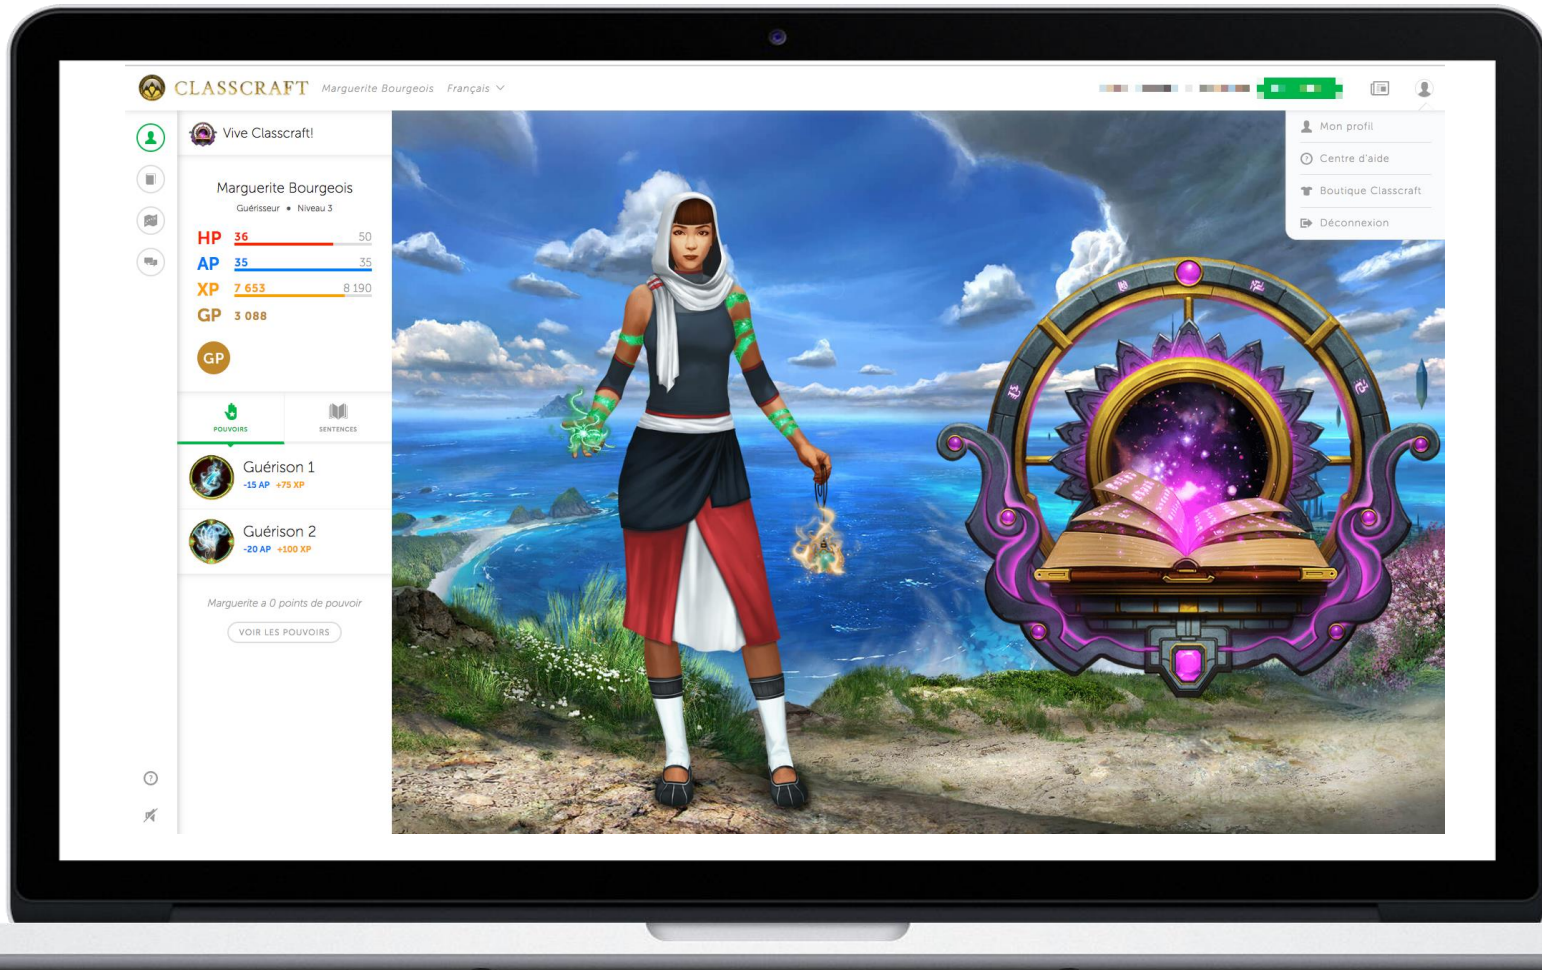 CLASSCRAFT Marguerite Bourgeois Français
Vive Classcraft!
Marguerite Bourgeois
Guérisseur • Niveau 3
HP 36 50
AP 35 35
XP 7 653 8 190
GP 3 088
GP
POUVOIRS SENTENCES
Guérison 1
-15 AP +75 XP
Guérison 2
-20 AP +100 XP
Marguerite a 0 points de pouvoir
VOIR LES POUVOIRS
Mon profil
Centre d'aide
Boutique Classcraft
Déconnexion